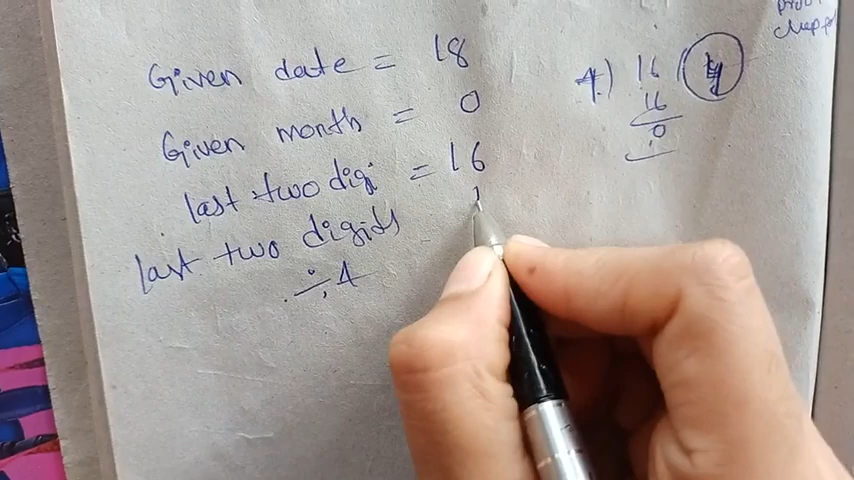 Given date = 18
Given month = 0
last two digi = 16
last two digits
÷ 4
4) 16 (4
16
0